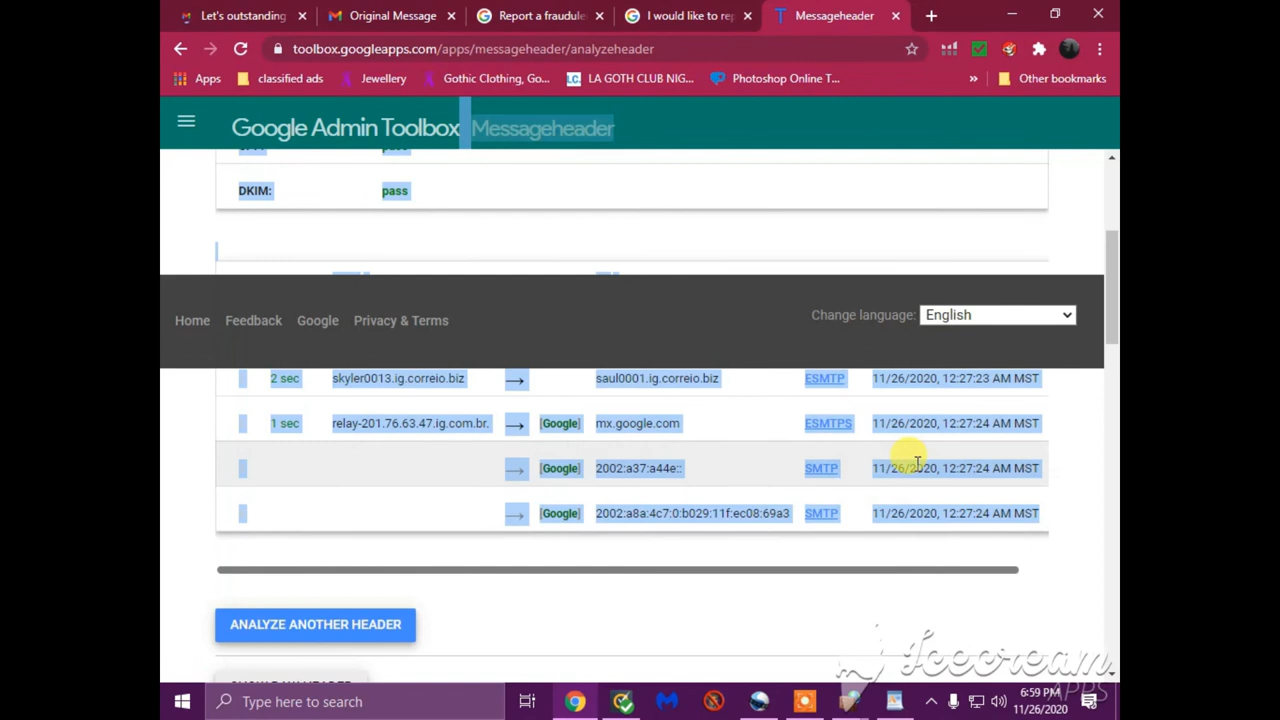 Let's outstanding
Original Message
Report a fraudule
I would like to rep
Messageheader
toolbox.googleapps.com/apps/messageheader/analyzeheader
Apps
classified ads
Jewellery
Gothic Clothing, Go...
LA GOTH CLUB NIG...
Photoshop Online T...
»
Other bookmarks
Google Admin Toolbox Messageheader
pass
DKIM: pass
Home Feedback Google Privacy & Terms
Change language: English
2 sec skyler0013.ig.correio.biz → saul0001.ig.correio.biz ESMTP 11/26/2020, 12:27:23 AM MST
1 sec relay-201.76.63.47.ig.com.br. → [Google] mx.google.com ESMTPS 11/26/2020, 12:27:24 AM MST
→ [Google] 2002:a37:a44e:: SMTP 11/26/2020, 12:27:24 AM MST
→ [Google] 2002:a8a:4c7:0:b029:11f:ec08:69a3 SMTP 11/26/2020, 12:27:24 AM MST
ANALYZE ANOTHER HEADER
Icecream
APPS
Type here to search
6:59 PM
11/26/2020